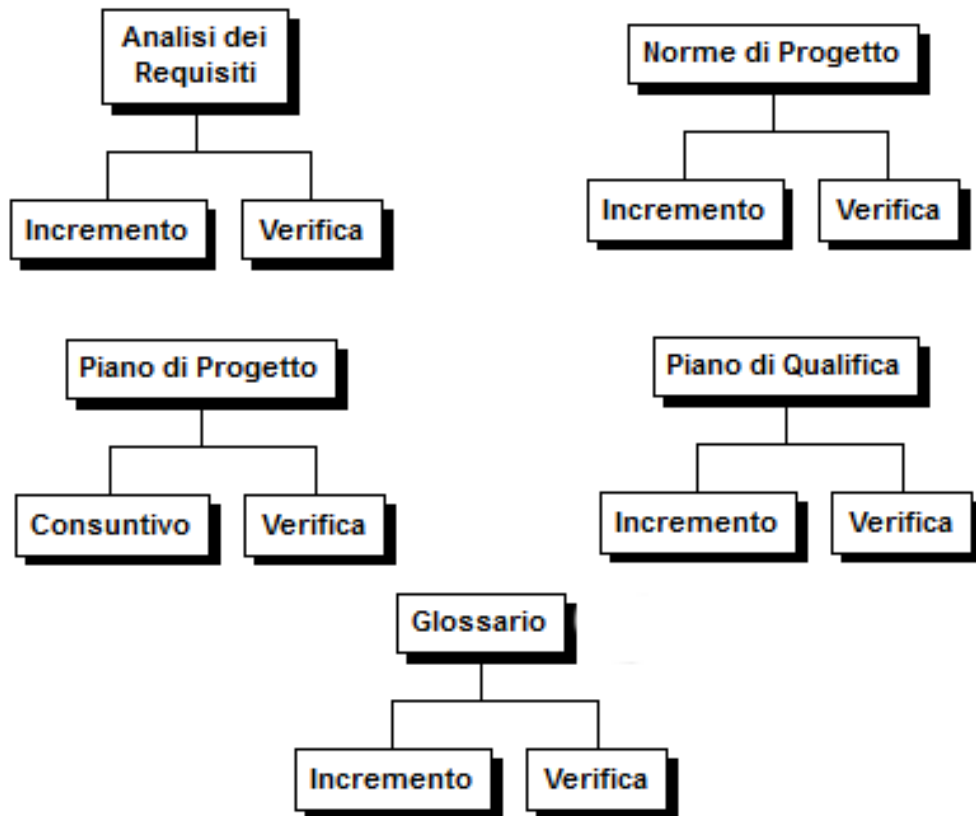 Analisi dei
Requisiti
Incremento
Verifica
Norme di Progetto
Incremento
Verifica
Piano di Progetto
Consuntivo
Verifica
Piano di Qualifica
Incremento
Verifica
Glossario
Incremento
Verifica